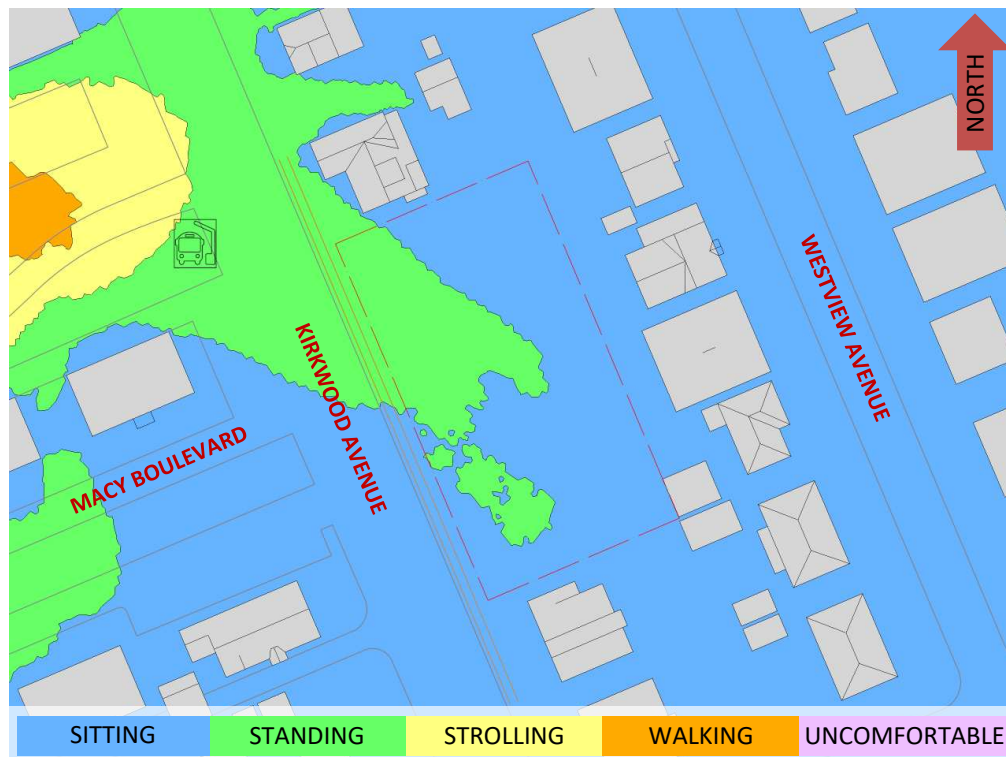 NORTH
WESTVIEW AVENUE
KIRKWOOD AVENUE
MACY BOULEVARD
SITTING
STANDING
STROLLING
WALKING
UNCOMFORTABLE